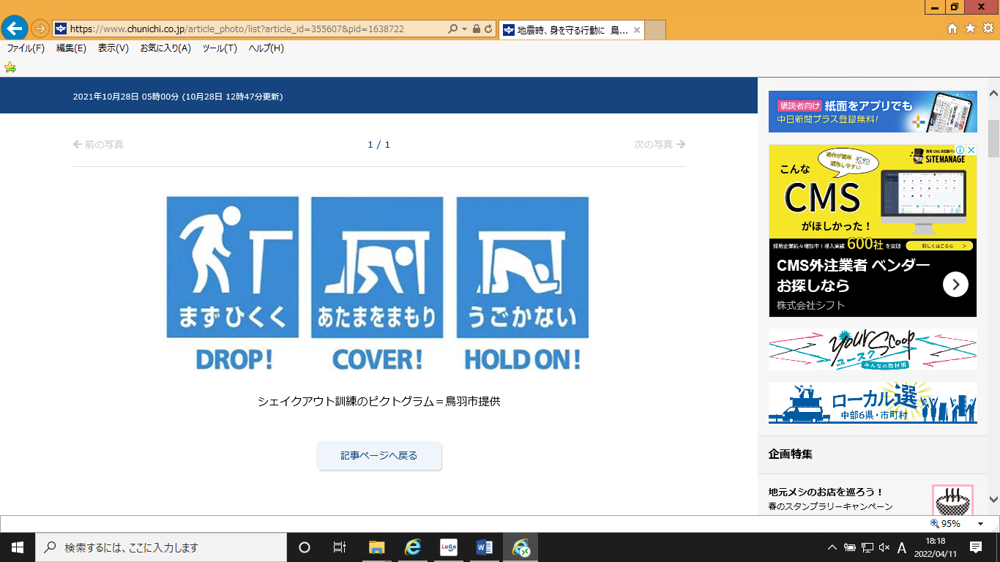 https://www.chunichi.co.jp/article_photo/list?article_id=355607&pid=1638722
地震時、身を守る行動に 鳥...
ファイル(F) 編集(E) 表示(V) お気に入り(A) ツール(T) ヘルプ(H)
2021年10月28日 05時00分 (10月28日 12時47分更新)
← 前の写真
1 / 1
次の写真 →
まずひくく
DROP!
あたまをまもり
COVER!
うごかない
HOLD ON!
シェイクアウト訓練のピクトグラム＝鳥羽市提供
記事ページへ戻る
購読者向け 紙面をアプリでも
中日新聞プラス登録無料!
操作が簡単
運用しやすい
SiTEMANAGE
こんな
CMS
がほしかった！
採用企業続々増加中！導入実績 600社 を突破
詳しくはこちら >
CMS外注業者 ベンダー
お探しなら
株式会社シフト
Your Scoop
ユースク
みんなの取材班
ローカル選
中部6県・市町村
企画特集
地元メシのお店を巡ろう！
春のスタンプラリーキャンペーン
95%
検索するには、ここに入力します
LoGo
A
18:18
2022/04/11